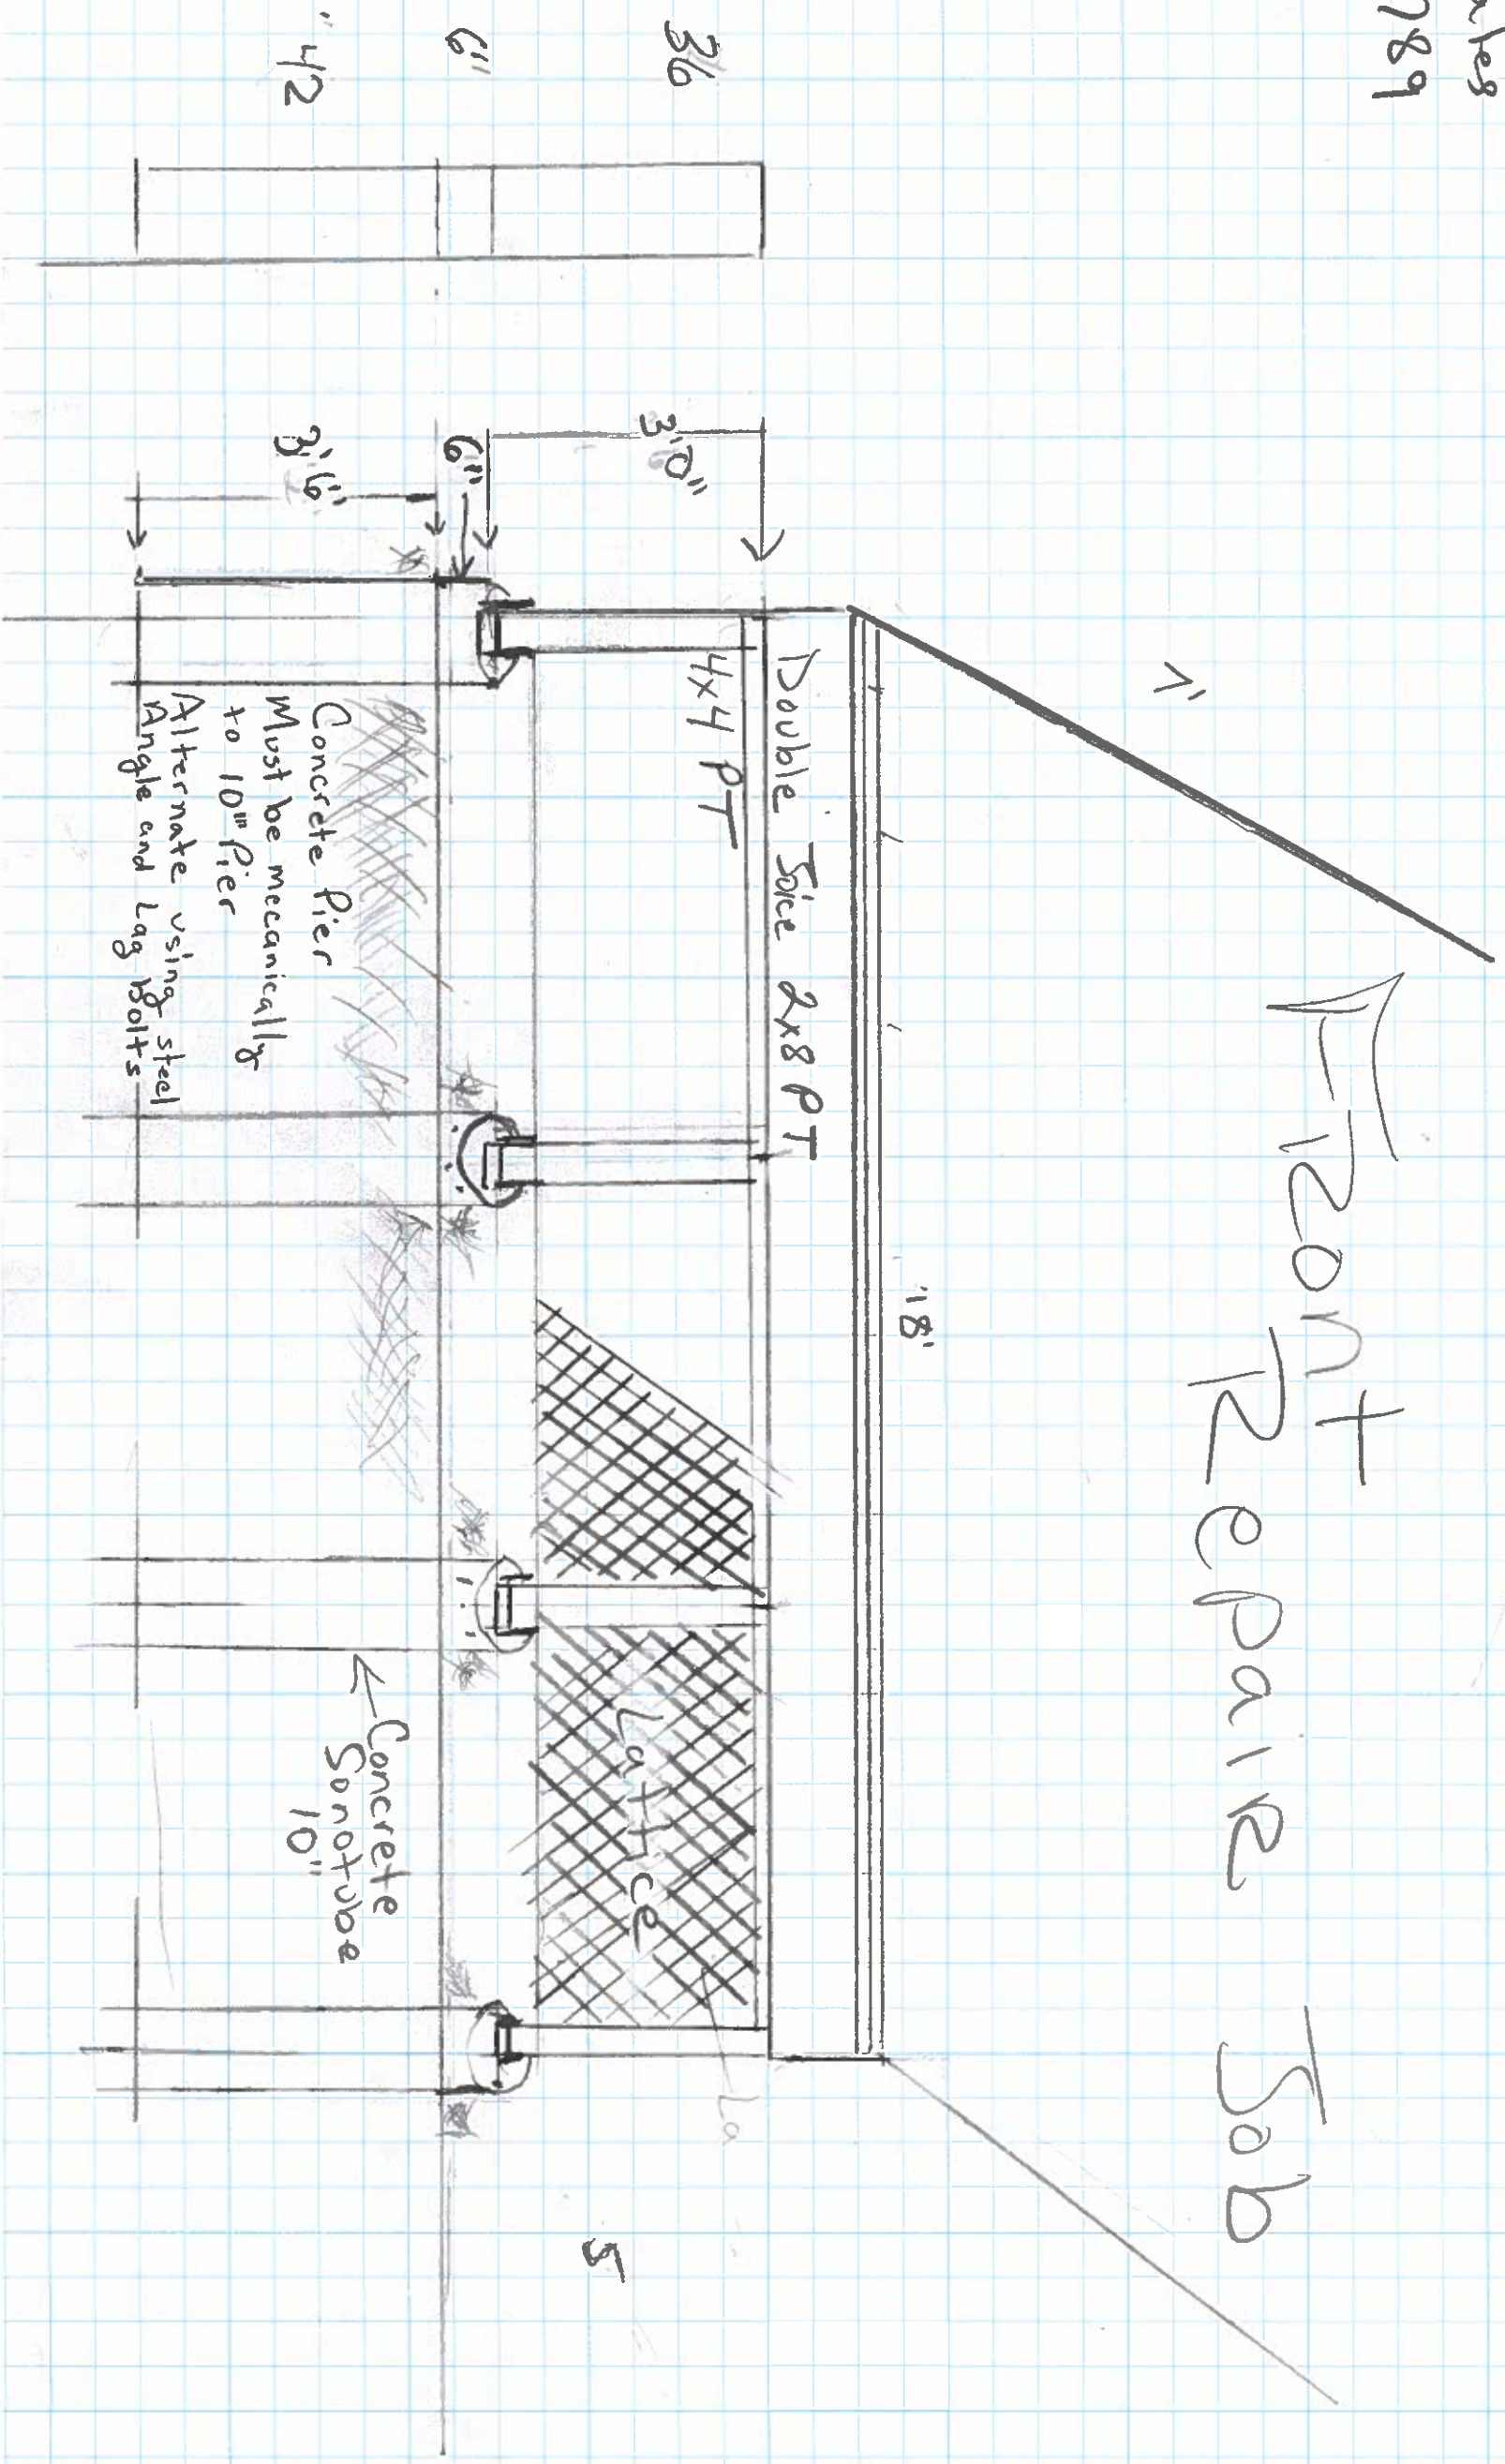 789
Front Repair Job
1'
18'
Double Joice 2x8 PT
4x4 PT
36
3'0"
6"
6"
"42
3'6"
Lattice
La
5
Concrete Pier
Must be mecanically
to 10" Pier
Alternate using steel
Angle and Lag Bolts
Concrete
Sonotube
10"